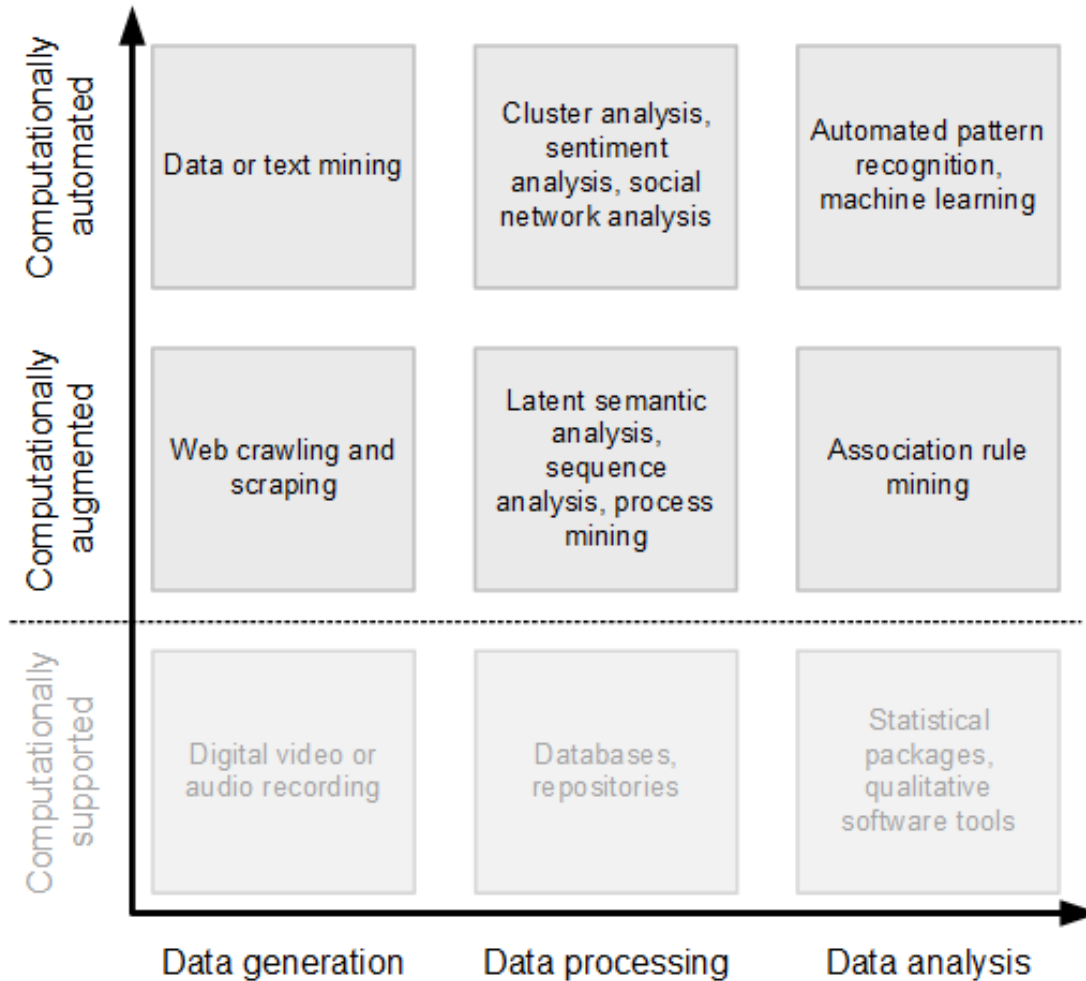 Computationally
automated
Data or text mining
Cluster analysis,
sentiment
analysis, social
network analysis
Automated pattern
recognition,
machine learning
Computationally
augmented
Web crawling and
scraping
Latent semantic
analysis,
sequence
analysis, process
mining
Association rule
mining
Computationally
supported
Digital video or
audio recording
Databases,
repositories
Statistical
packages,
qualitative
software tools
Data generation
Data processing
Data analysis